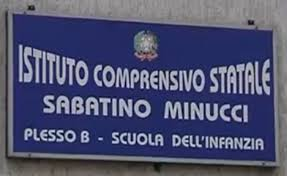 ISTITUTO COMPRENSIVO STATALE
SABATINO MINUCCI
PLESSO B - SCUOLA DELL'INFANZIA